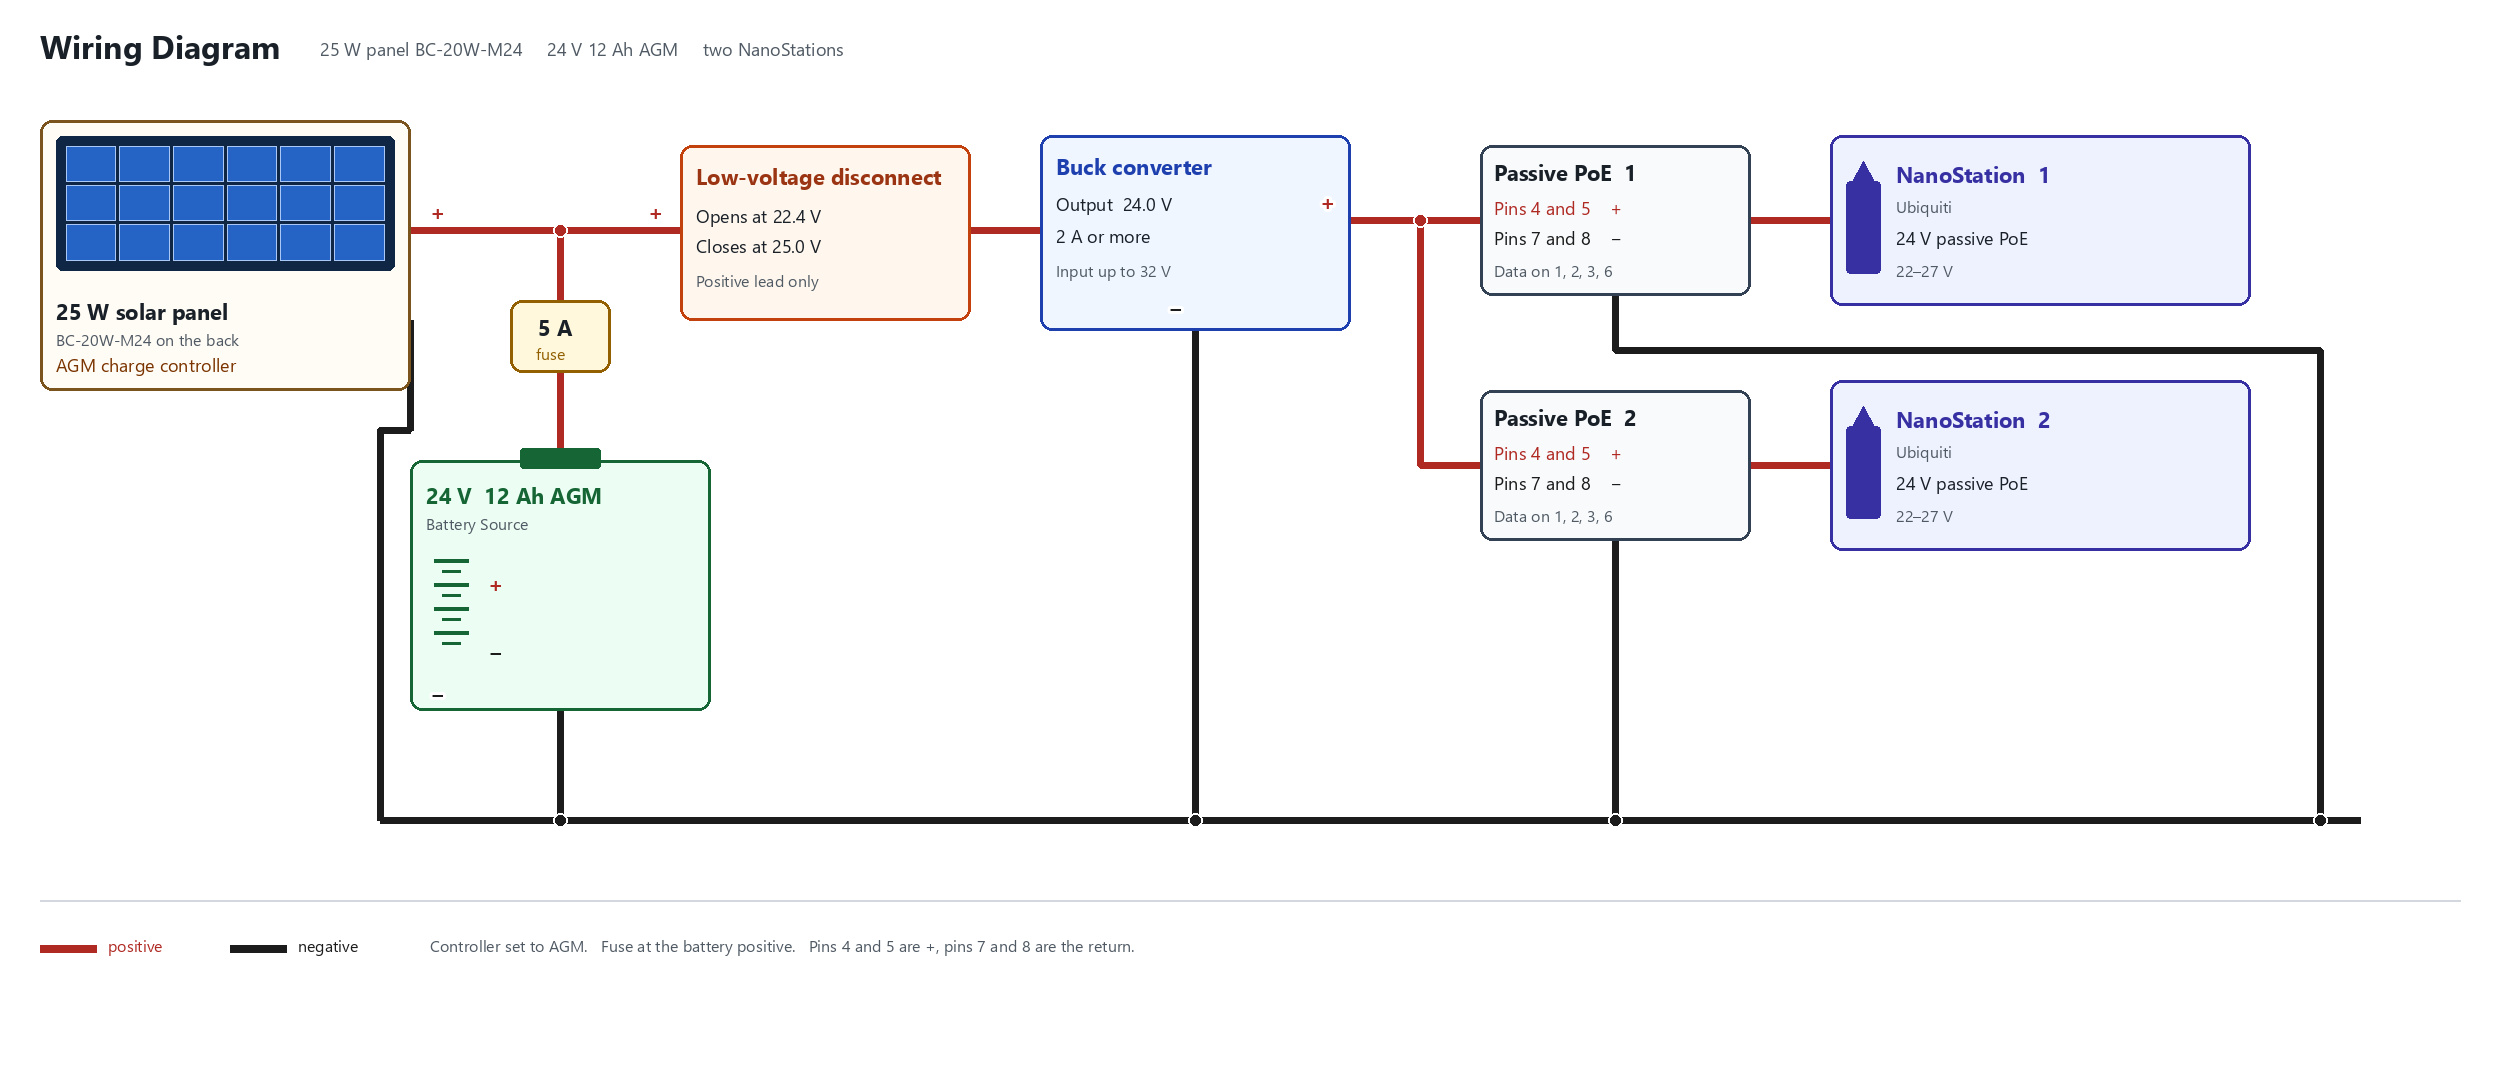 Wiring Diagram
25 W panel BC-20W-M24 24 V 12 Ah AGM two NanoStations
25 W solar panel
BC-20W-M24 on the back
AGM charge controller
+
+
5 A
fuse
24 V 12 Ah AGM
Battery Source
+
–
–
Low-voltage disconnect
Opens at 22.4 V
Closes at 25.0 V
Positive lead only
Buck converter
Output 24.0 V
+
2 A or more
Input up to 32 V
–
Passive PoE 1
Pins 4 and 5 +
Pins 7 and 8 –
Data on 1, 2, 3, 6
NanoStation 1
Ubiquiti
24 V passive PoE
22–27 V
Passive PoE 2
Pins 4 and 5 +
Pins 7 and 8 –
Data on 1, 2, 3, 6
NanoStation 2
Ubiquiti
24 V passive PoE
22–27 V
positive
negative
Controller set to AGM. Fuse at the battery positive. Pins 4 and 5 are +, pins 7 and 8 are the return.